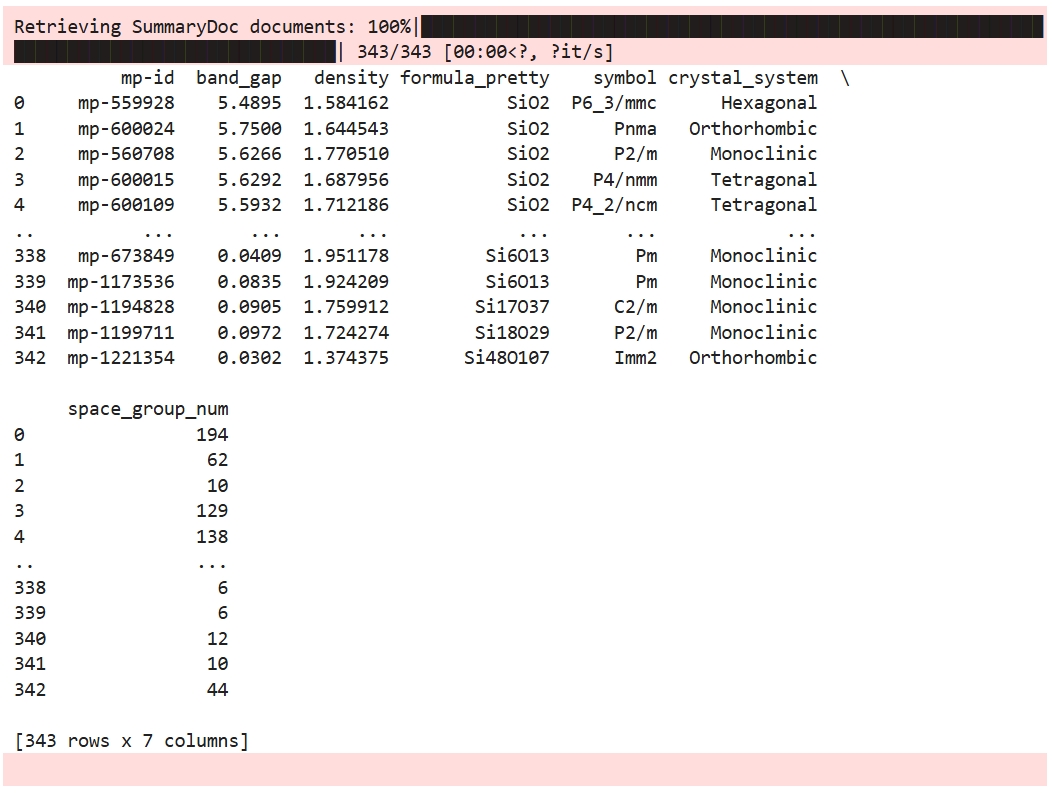 Retrieving SummaryDoc documents: 100%|██████████████████████████████████████████████████████████
██████████████████████████████| 343/343 [00:00<?, ?it/s]
          mp-id  band_gap   density formula_pretty    symbol crystal_system  \
0     mp-559928    5.4895  1.584162           SiO2  P6_3/mmc      Hexagonal
1     mp-600024    5.7500  1.644543           SiO2      Pnma   Orthorhombic
2     mp-560708    5.6266  1.770510           SiO2      P2/m     Monoclinic
3     mp-600015    5.6292  1.687956           SiO2    P4/nmm     Tetragonal
4     mp-600109    5.5932  1.712186           SiO2  P4_2/ncm     Tetragonal
..          ...       ...       ...            ...       ...            ...
338   mp-673849    0.0409  1.951178         Si6O13        Pm     Monoclinic
339  mp-1173536    0.0835  1.924209         Si6O13        Pm     Monoclinic
340  mp-1194828    0.0905  1.759912        Si17O37      C2/m     Monoclinic
341  mp-1199711    0.0972  1.724274        Si18O29      P2/m     Monoclinic
342  mp-1221354    0.0302  1.374375       Si48O107      Imm2   Orthorhombic
     space_group_num
0                194
1                 62
2                 10
3                129
4                138
..               ...
338                6
339                6
340               12
341               10
342               44
[343 rows x 7 columns]